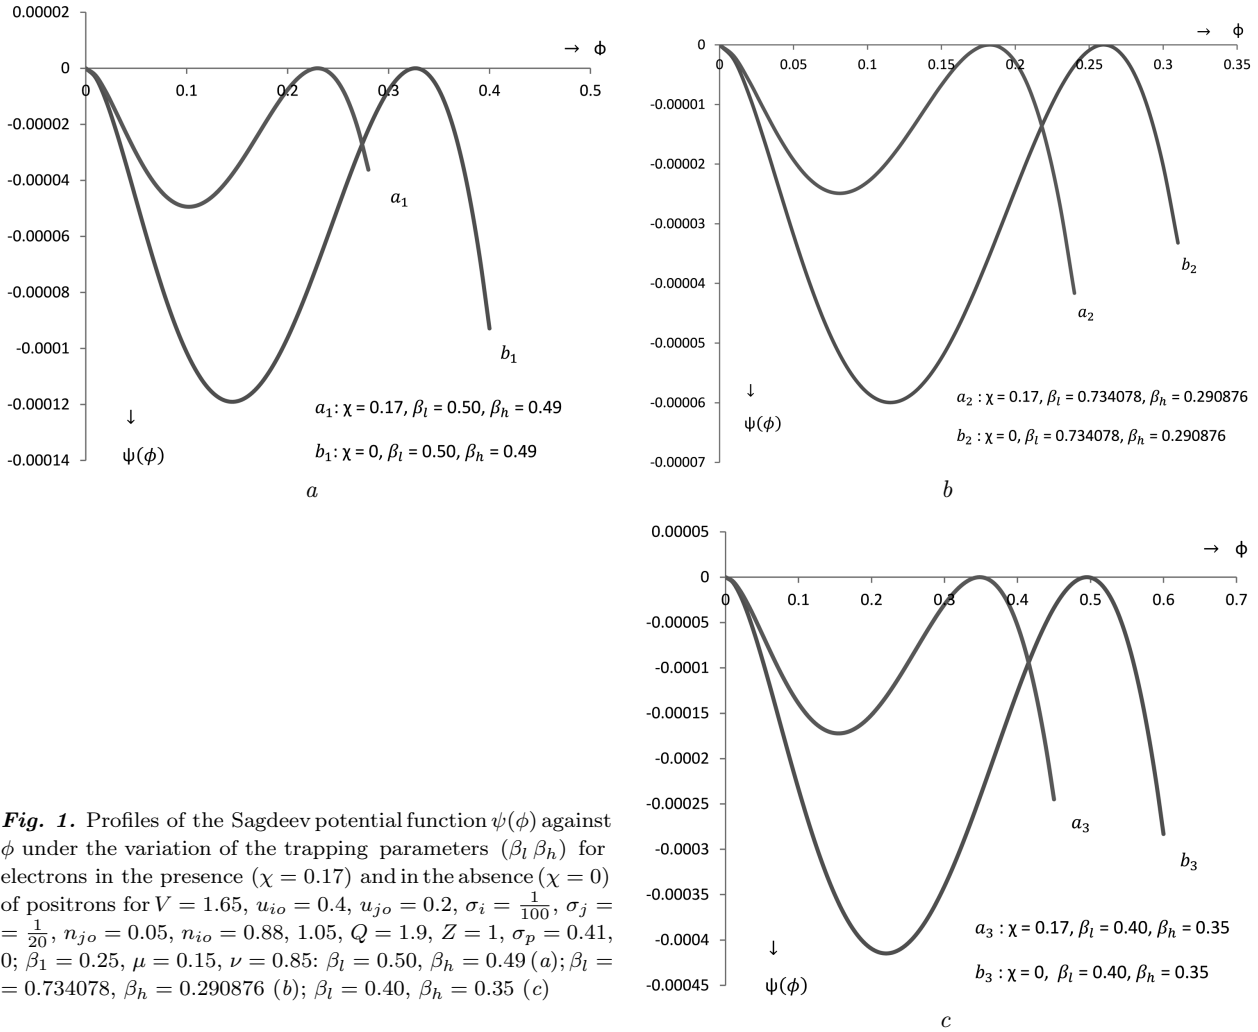 0.00002
0
-0.00002
-0.00004
-0.00006
-0.00008
-0.0001
-0.00012
-0.00014
0 0.1 0.2 0.3 0.4 0.5
→ ϕ
a₁
b₁
↓
ψ(ϕ)
a₁: χ = 0.17, βₗ = 0.50, βₕ = 0.49
b₁: χ = 0, βₗ = 0.50, βₕ = 0.49
a
0
-0.00001
-0.00002
-0.00003
-0.00004
-0.00005
-0.00006
-0.00007
0 0.05 0.1 0.15 0.2 0.25 0.3 0.35
→ ϕ
b₂
a₂
↓
ψ(ϕ)
a₂ : χ = 0.17, βₗ = 0.734078, βₕ = 0.290876
b₂ : χ = 0, βₗ = 0.734078, βₕ = 0.290876
b
0.00005
0
-0.00005
-0.0001
-0.00015
-0.0002
-0.00025
-0.0003
-0.00035
-0.0004
-0.00045
0 0.1 0.2 0.3 0.4 0.5 0.6 0.7
→ ϕ
a₃
b₃
↓
ψ(ϕ)
a₃ : χ = 0.17, βₗ = 0.40, βₕ = 0.35
b₃ : χ = 0, βₗ = 0.40, βₕ = 0.35
c
Fig. 1. Profiles of the Sagdeev potential function ψ(ϕ) against
ϕ under the variation of the trapping parameters (βₗ βₕ) for
electrons in the presence (χ = 0.17) and in the absence (χ = 0)
of positrons for V = 1.65, u_{io} = 0.4, u_{jo} = 0.2, σᵢ = 1/100, σⱼ =
= 1/20, n_{jo} = 0.05, n_{io} = 0.88, 1.05, Q = 1.9, Z = 1, σₚ = 0.41,
0; β₁ = 0.25, μ = 0.15, ν = 0.85: βₗ = 0.50, βₕ = 0.49 (a); βₗ =
= 0.734078, βₕ = 0.290876 (b); βₗ = 0.40, βₕ = 0.35 (c)